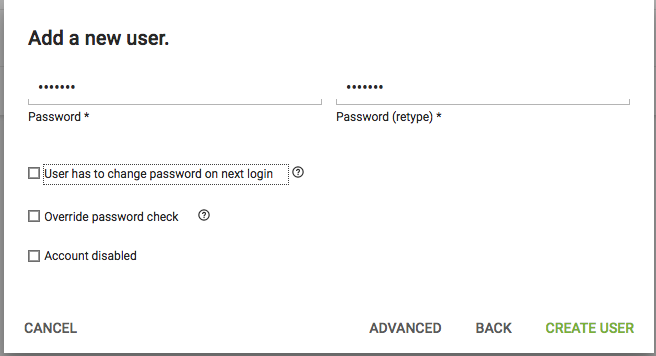 Add a new user.
••••••• •••••••
Password * Password (retype) *
User has to change password on next login ?
Override password check ?
Account disabled
CANCEL ADVANCED BACK CREATE USER